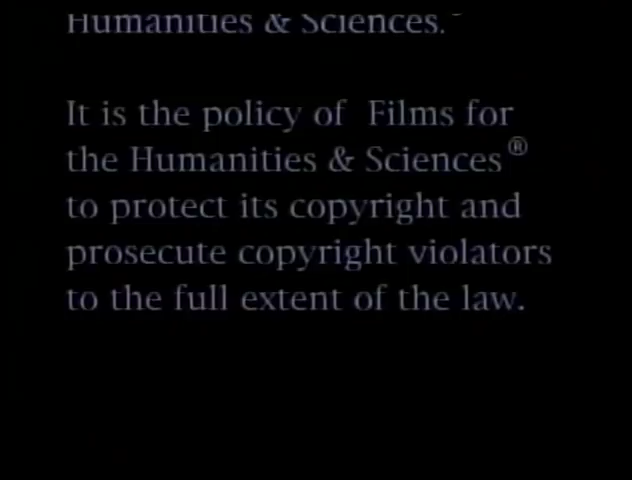 Humanities & Sciences.
It is the policy of Films for
the Humanities & Sciences®
to protect its copyright and
prosecute copyright violators
to the full extent of the law.